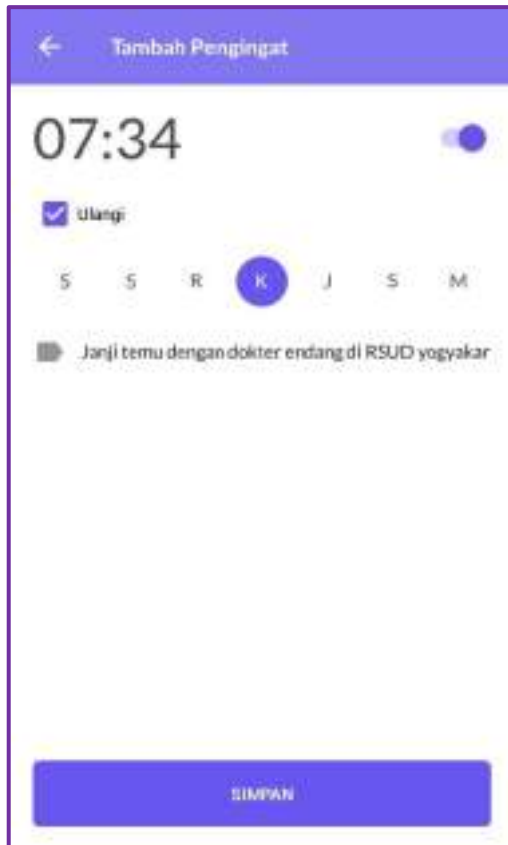 Tambah Pengingat
07:34
Ulangi
S S R K J S M
Janji temu dengan dokter endang di RSUD yogyakar
SIMPAN